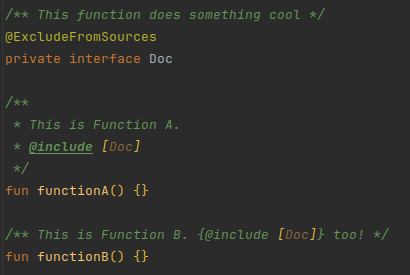 /** This function does something cool */
@ExcludeFromSources
private interface Doc
/**
* This is Function A.
* @include [Doc]
*/
fun functionA() {}
/** This is Function B. {@include [Doc]} too! */
fun functionB() {}